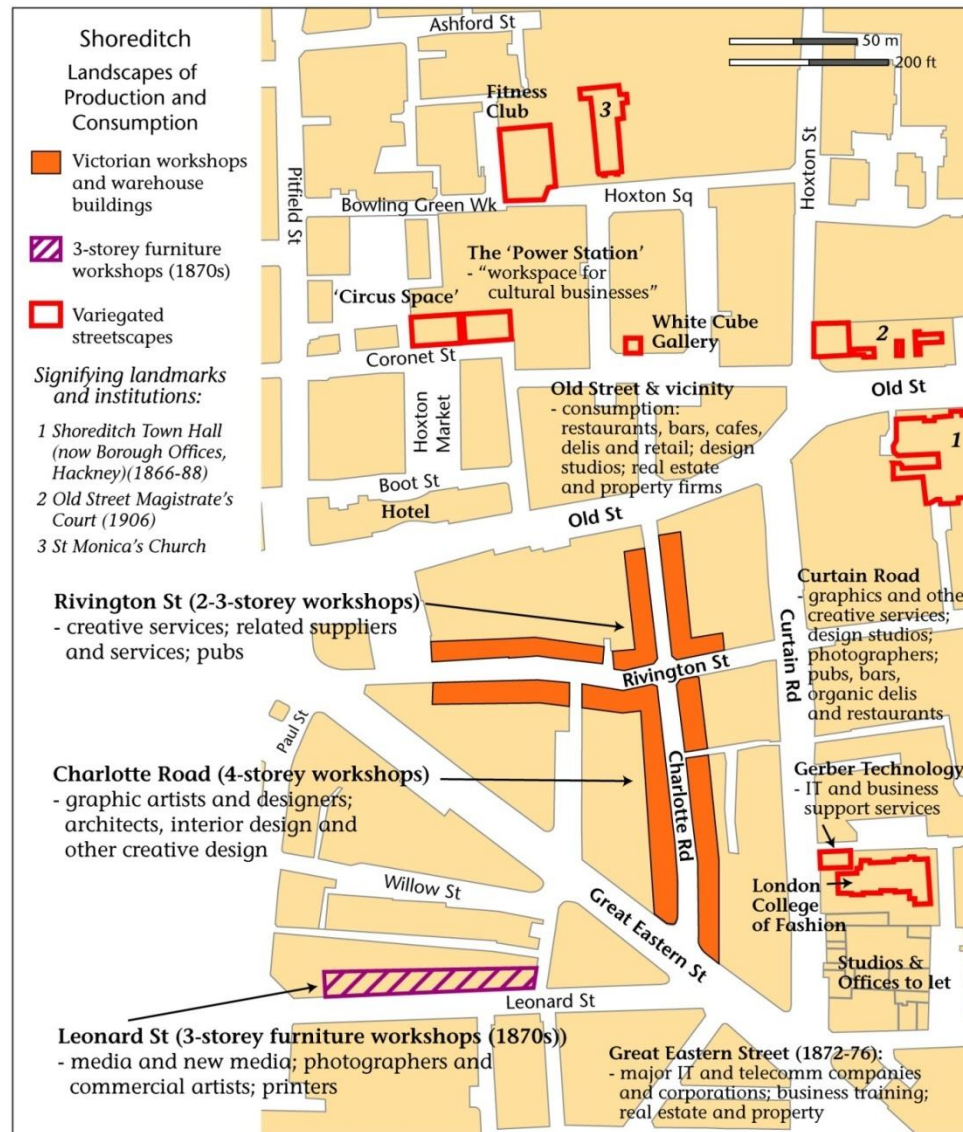 Shoreditch
Landscapes of
Production and
Consumption
Victorian workshops
and warehouse
buildings
3-storey furniture
workshops (1870s)
Variegated
streetscapes
Signifying landmarks
and institutions:
1 Shoreditch Town Hall
(now Borough Offices,
Hackney)(1866-88)
2 Old Street Magistrate's
Court (1906)
3 St Monica's Church
Ashford St
50 m
200 ft
Fitness
Club
3
Hoxton St
Pitfield St
Bowling Green Wk
Hoxton Sq
The 'Power Station'
- "workspace for
cultural businesses"
'Circus Space'
White Cube
Gallery
2
Coronet St
Old St
Hoxton
Market
Old Street & vicinity
- consumption:
restaurants, bars, cafes,
delis and retail; design
studios; real estate
and property firms
1
Boot St
Hotel
Old St
Rivington St (2-3-storey workshops)
- creative services; related suppliers
and services; pubs
Rivington St
Curtain Rd
Curtain Road
- graphics and other
creative services;
design studios;
photographers;
pubs, bars,
organic delis
and restaurants
Paul St
Charlotte Road (4-storey workshops)
- graphic artists and designers;
architects, interior design and
other creative design
Charlotte Rd
Gerber Technology
- IT and business
support services
Willow St
Great Eastern St
London
College
of Fashion
Studios &
Offices to let
Leonard St
Leonard St (3-storey furniture workshops (1870s))
- media and new media; photographers and
commercial artists; printers
Great Eastern Street (1872-76):
- major IT and telecomm companies
and corporations; business training;
real estate and property